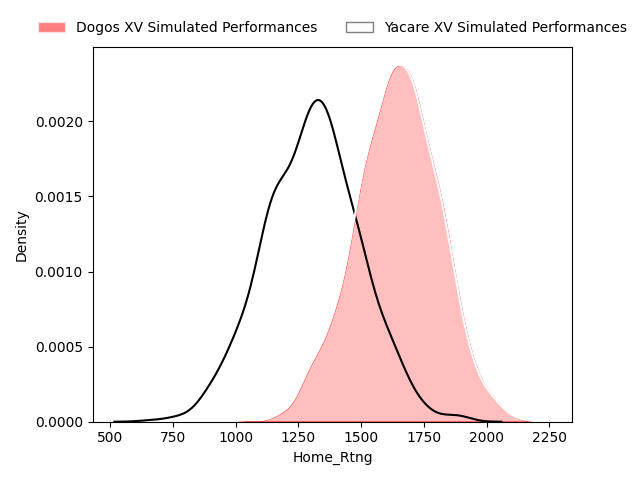 Dogos XV Simulated Performances Yacare XV Simulated Performances
0.0020
0.0015
0.0010
0.0005
0.0000
Density
500 750 1000 1250 1500 1750 2000 2250
Home_Rtng